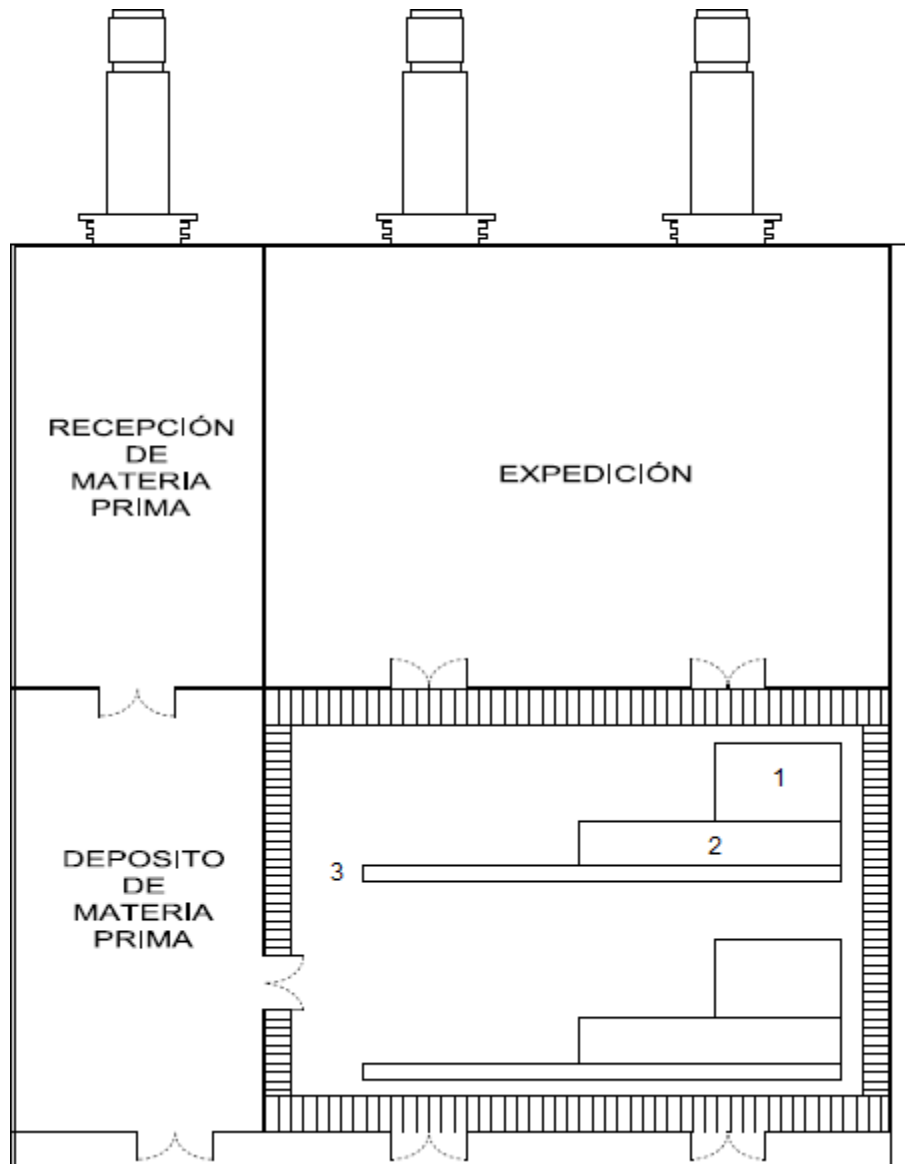 RECEPCIÓN
DE
MATERIA
PRIMA
EXPEDICIÓN
DEPOSITO
DE
MATERIA
PRIMA
1
2
3